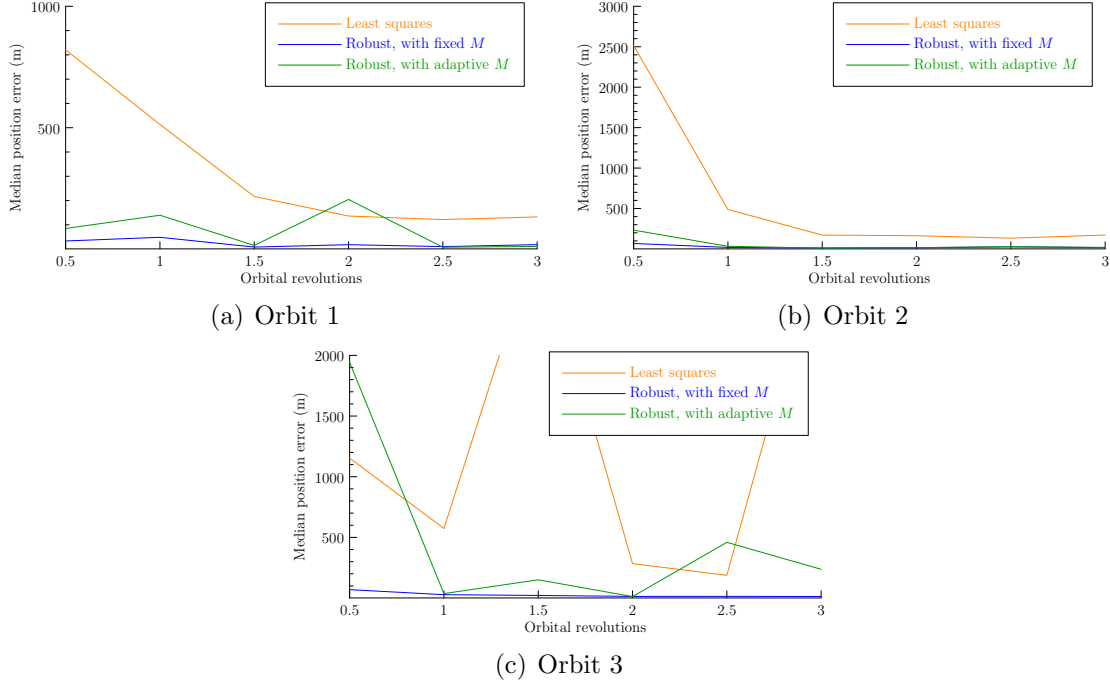 1000
500
Median position error (m)
Least squares
Robust, with fixed M
Robust, with adaptive M
0.5 1 1.5 2 2.5 3
Orbital revolutions
(a) Orbit 1
3000
2500
2000
1500
1000
500
Median position error (m)
Least squares
Robust, with fixed M
Robust, with adaptive M
0.5 1 1.5 2 2.5 3
Orbital revolutions
(b) Orbit 2
2000
1500
1000
500
Median position error (m)
Least squares
Robust, with fixed M
Robust, with adaptive M
0.5 1 1.5 2 2.5 3
Orbital revolutions
(c) Orbit 3